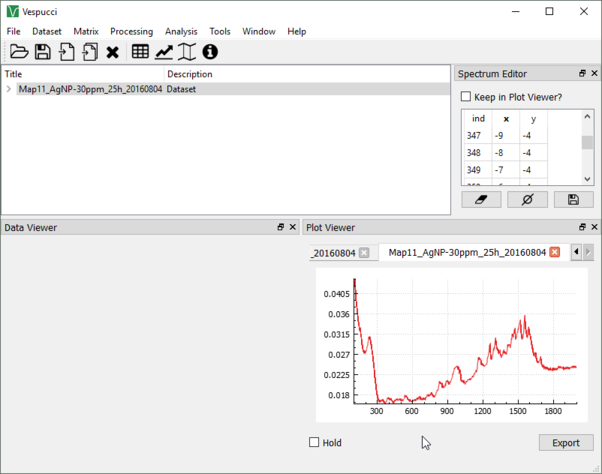 Vespucci
File Dataset Matrix Processing Analysis Tools Window Help
Title Description
Map11_AgNP-30ppm_25h_20160804 Dataset
Spectrum Editor
Keep in Plot Viewer?
ind x y
347 -9 -4
348 -8 -4
349 -7 -4
Data Viewer
Plot Viewer
_20160804 Map11_AgNP-30ppm_25h_20160804
0.0405
0.036
0.0315
0.027
0.0225
0.018
300 600 900 1200 1500 1800
Hold Export